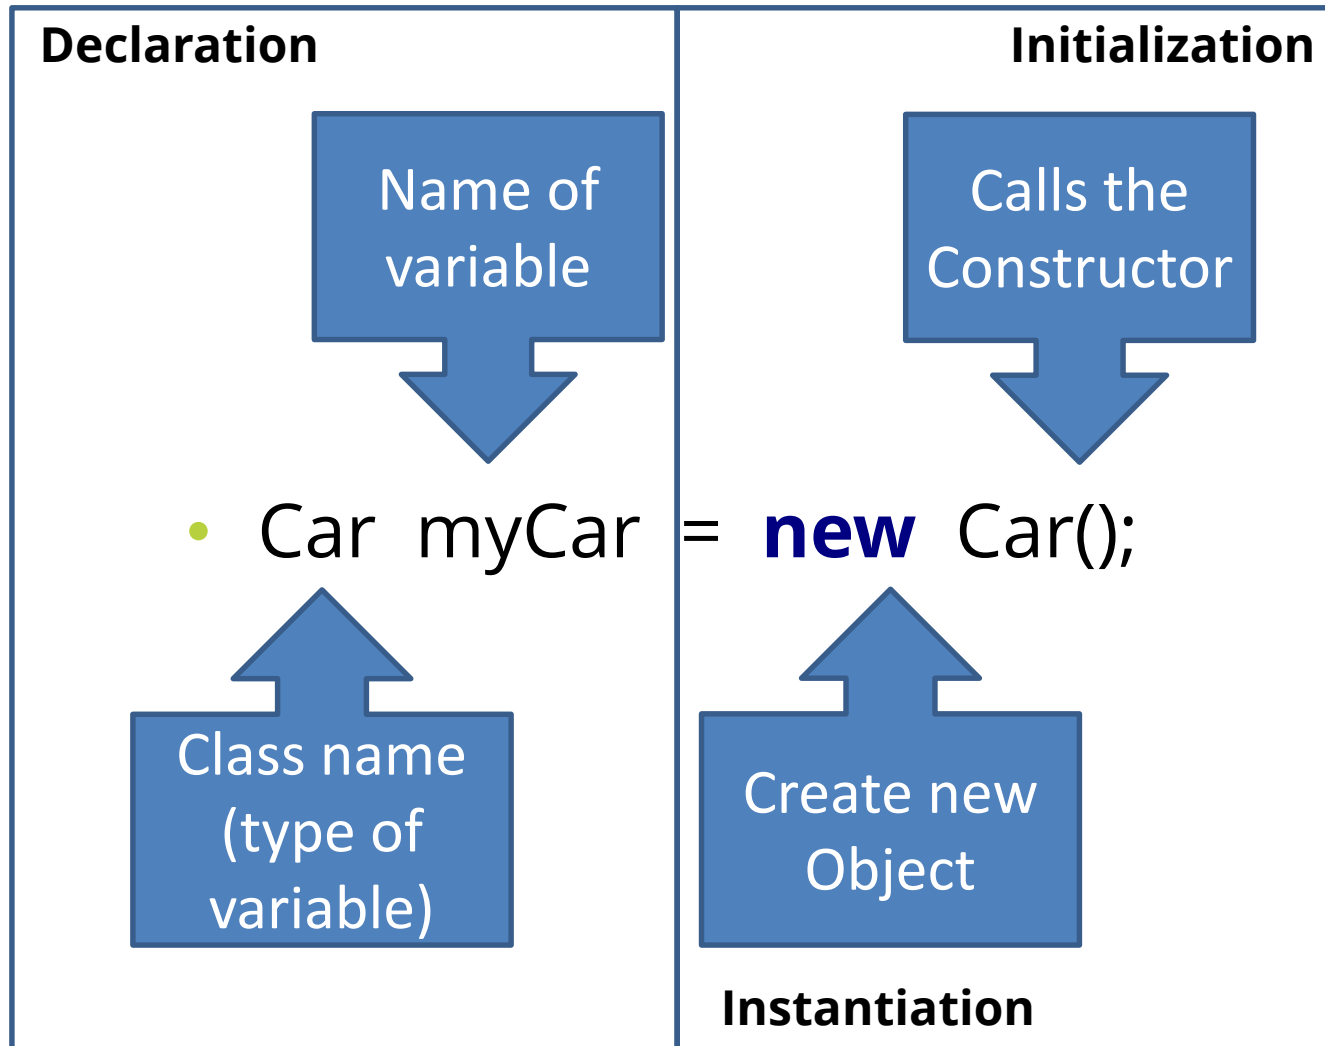 Declaration
Initialization
Name of
variable
Calls the
Constructor
• Car myCar = new Car();
Class name
(type of
variable)
Create new
Object
Instantiation